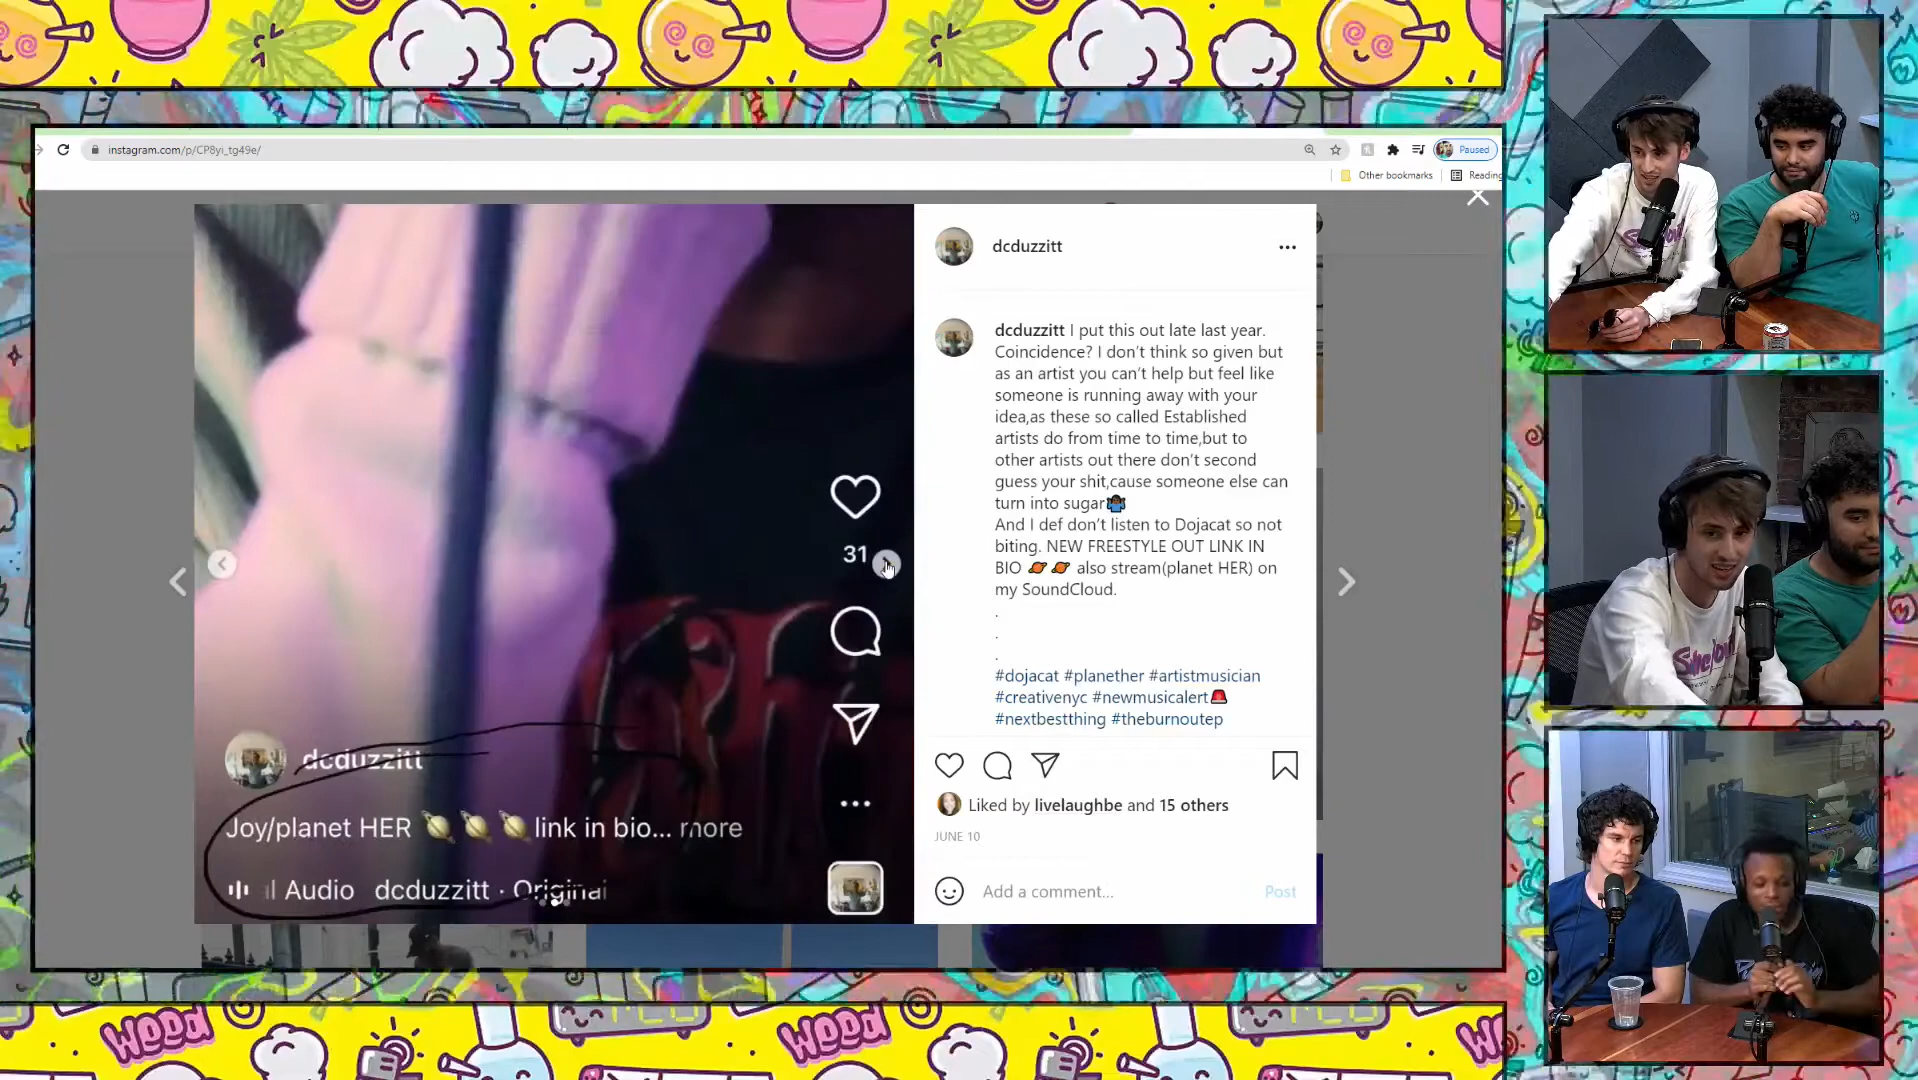 instagram.com/p/CP8yi_tg49e/
Paused
Other bookmarks
Reading
dcduzzitt
dcduzzitt I put this out late last year.
Coincidence? I don't think so given but
as an artist you can't help but feel like
someone is running away with your
idea,as these so called Established
artists do from time to time,but to
other artists out there don't second
guess your shit,cause someone else can
turn into sugar🤷🏿‍♂️
And I def don't listen to Dojacat so not
biting. NEW FREESTYLE OUT LINK IN
BIO 🪐 🪐 also stream(planet HER) on
my SoundCloud.
.
.
.
#dojacat #planether #artistmusician
#creativenyc #newmusicalert🚨
#nextbestthing #theburnoutep
Liked by livelaughbe and 15 others
JUNE 10
Add a comment...
Post
31
dcduzzitt
Joy/planet HER 🪐🪐🪐link in bio... more
l Audio dcduzzitt · Original
Weed
Weed